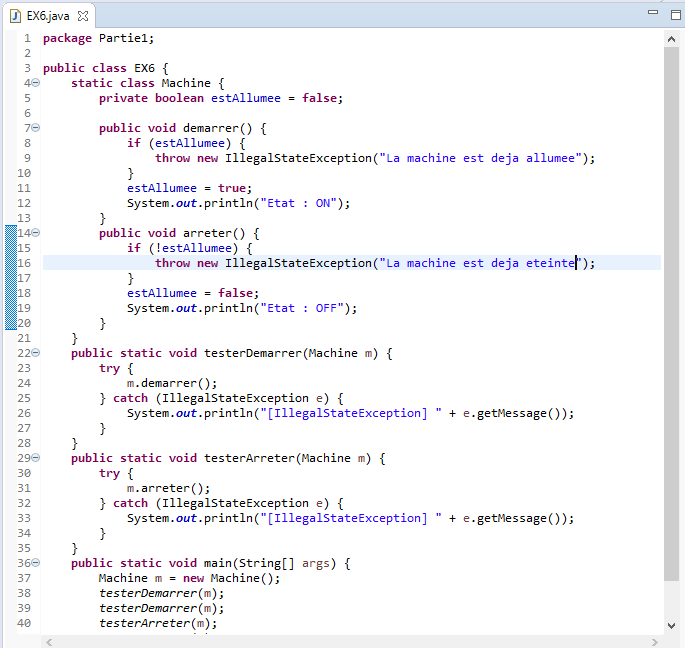 EX6.java
1 package Partie1;
2
3 public class EX6 {
4 static class Machine {
5 private boolean estAllumee = false;
6
7 public void demarrer() {
8 if (estAllumee) {
9 throw new IllegalStateException("La machine est deja allumee");
10 }
11 estAllumee = true;
12 System.out.println("Etat : ON");
13 }
14 public void arreter() {
15 if (!estAllumee) {
16 throw new IllegalStateException("La machine est deja eteinte");
17 }
18 estAllumee = false;
19 System.out.println("Etat : OFF");
20 }
21 }
22 public static void testerDemarrer(Machine m) {
23 try {
24 m.demarrer();
25 } catch (IllegalStateException e) {
26 System.out.println("[IllegalStateException] " + e.getMessage());
27 }
28 }
29 public static void testerArreter(Machine m) {
30 try {
31 m.arreter();
32 } catch (IllegalStateException e) {
33 System.out.println("[IllegalStateException] " + e.getMessage());
34 }
35 }
36 public static void main(String[] args) {
37 Machine m = new Machine();
38 testerDemarrer(m);
39 testerDemarrer(m);
40 testerArreter(m);